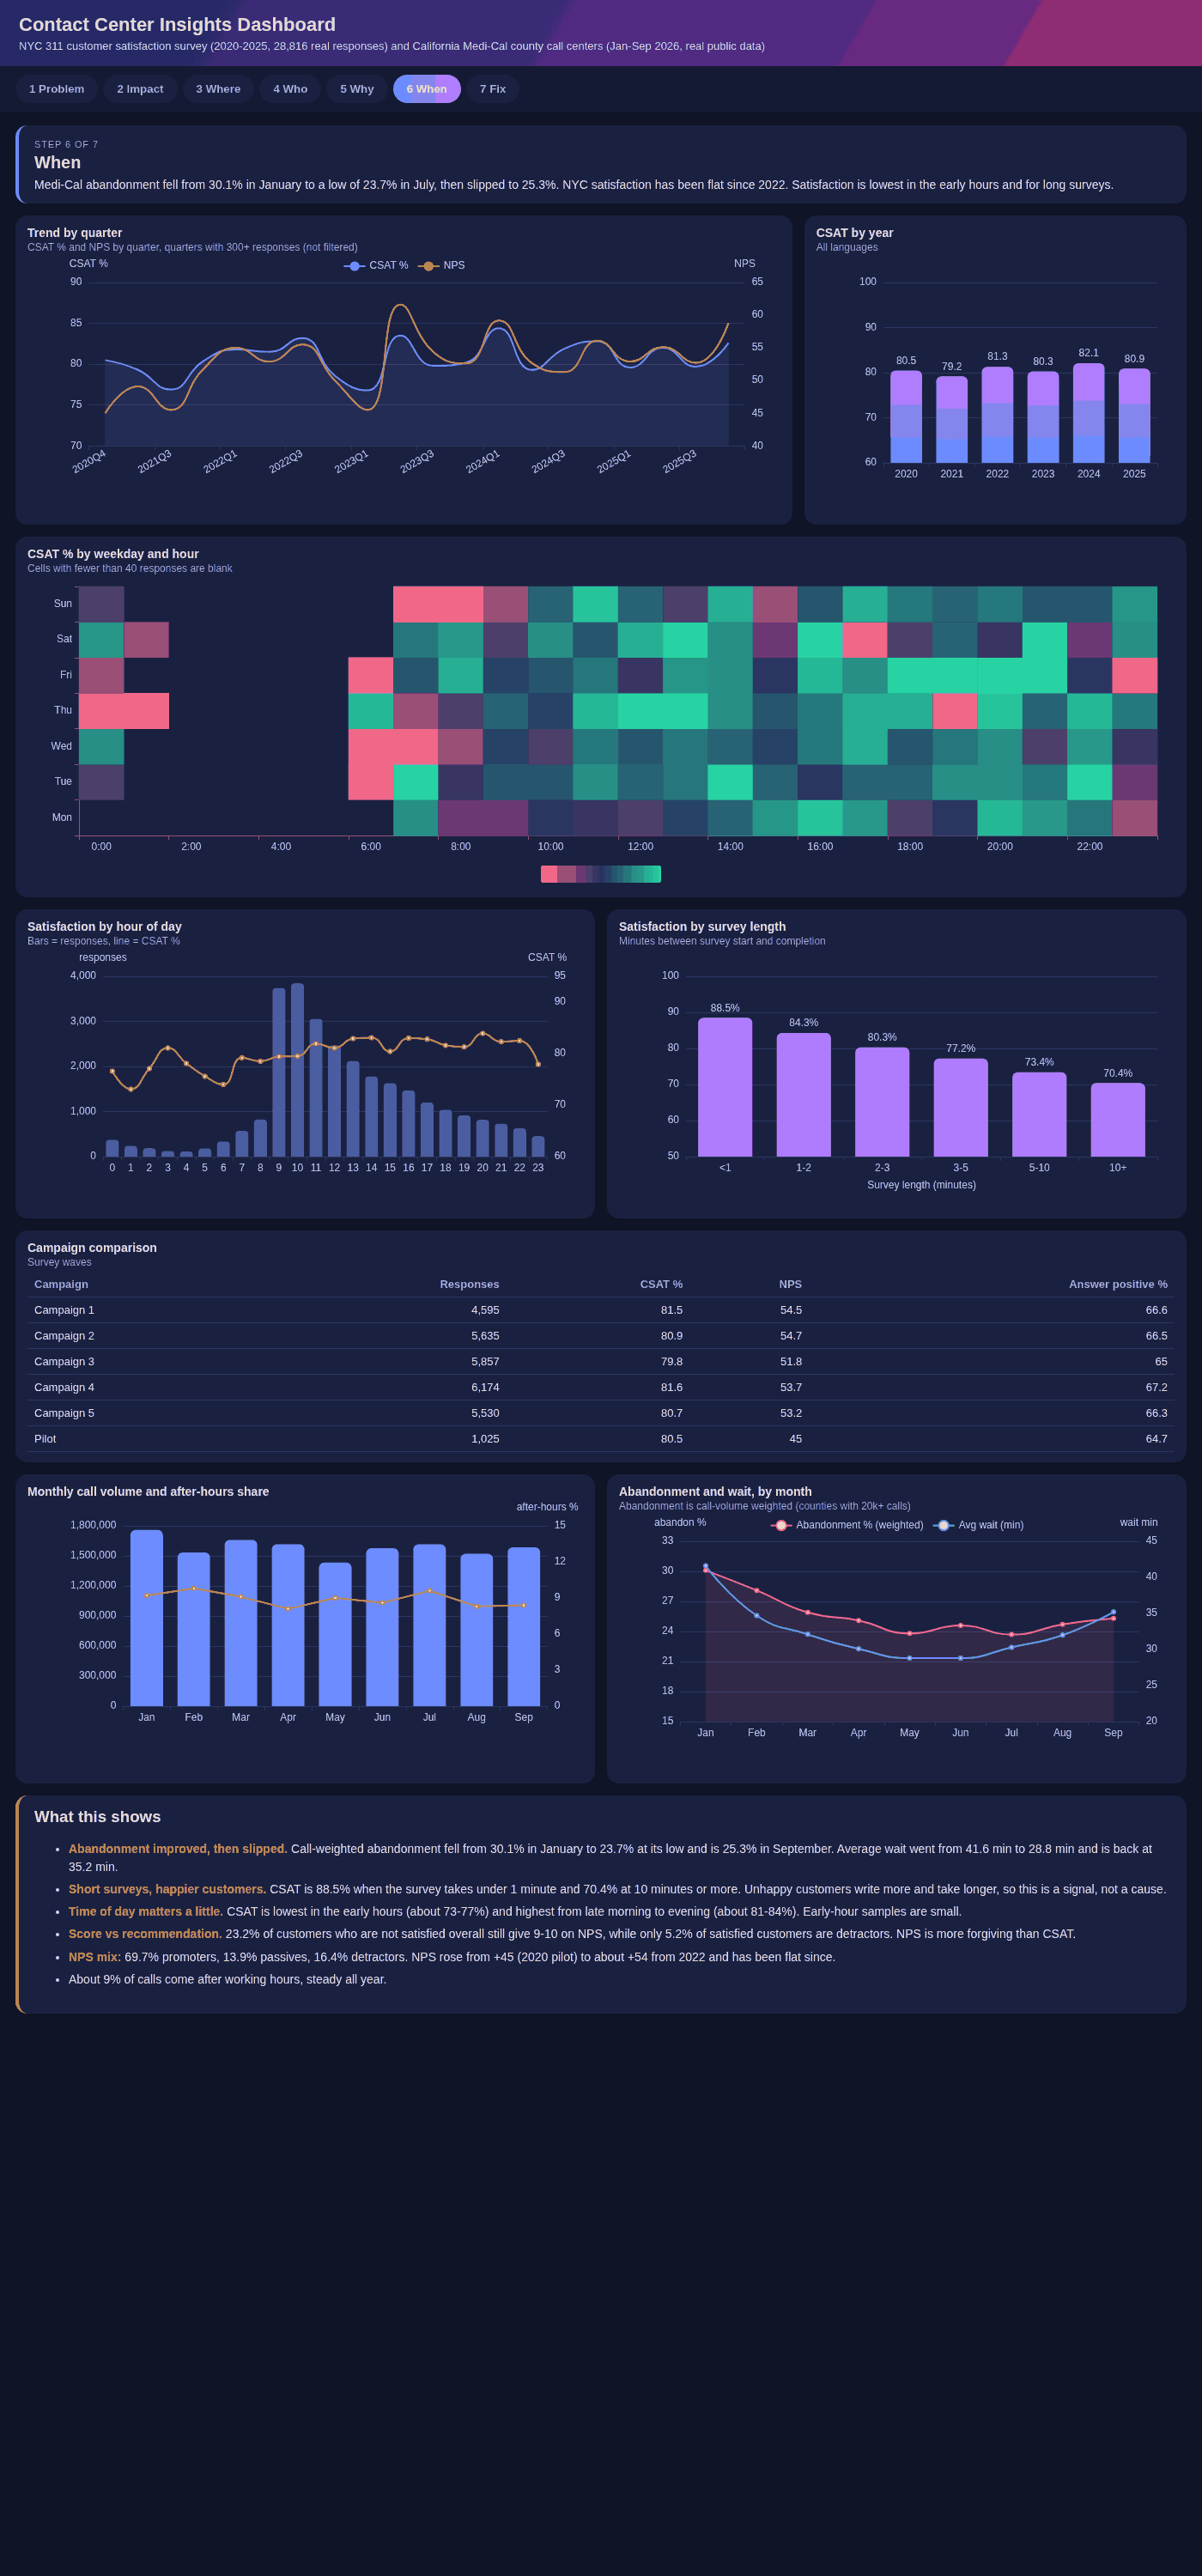 Contact Center Insights Dashboard
NYC 311 customer satisfaction survey (2020-2025, 28,816 real responses) and California Medi-Cal county call centers (Jan-Sep 2026, real public data)
1 Problem 2 Impact 3 Where 4 Who 5 Why 6 When 7 Fix
STEP 6 OF 7
When
Medi-Cal abandonment fell from 30.1% in January to a low of 23.7% in July, then slipped to 25.3%. NYC satisfaction has been flat since 2022. Satisfaction is lowest in the early hours and for long surveys.
Trend by quarter
CSAT % and NPS by quarter, quarters with 300+ responses (not filtered)
CSAT % CSAT % NPS NPS
90 65
60
85
55
80
50
75
45
70 40
2020Q4 2021Q3 2022Q1 2022Q3 2023Q1 2023Q3 2024Q1 2024Q3 2025Q1 2025Q3
CSAT by year
All languages
100
90
80
70
60
80.5 79.2 81.3 80.3 82.1 80.9
2020 2021 2022 2023 2024 2025
CSAT % by weekday and hour
Cells with fewer than 40 responses are blank
Sun
Sat
Fri
Thu
Wed
Tue
Mon
0:00 2:00 4:00 6:00 8:00 10:00 12:00 14:00 16:00 18:00 20:00 22:00
Satisfaction by hour of day
Bars = responses, line = CSAT %
responses CSAT %
4,000 95
90
3,000
80
2,000
70
1,000
0 60
0 1 2 3 4 5 6 7 8 9 10 11 12 13 14 15 16 17 18 19 20 21 22 23
Satisfaction by survey length
Minutes between survey start and completion
100
90
80
70
60
50
88.5% 84.3% 80.3% 77.2% 73.4% 70.4%
<1 1-2 2-3 3-5 5-10 10+
Survey length (minutes)
Campaign comparison
Survey waves
Campaign Responses CSAT % NPS Answer positive %
Campaign 1 4,595 81.5 54.5 66.6
Campaign 2 5,635 80.9 54.7 66.5
Campaign 3 5,857 79.8 51.8 65
Campaign 4 6,174 81.6 53.7 67.2
Campaign 5 5,530 80.7 53.2 66.3
Pilot 1,025 80.5 45 64.7
Monthly call volume and after-hours share
after-hours %
1,800,000 15
1,500,000 12
1,200,000
900,000 9
600,000 6
300,000 3
0 0
Jan Feb Mar Apr May Jun Jul Aug Sep
Abandonment and wait, by month
Abandonment is call-volume weighted (counties with 20k+ calls)
abandon % Abandonment % (weighted) Avg wait (min) wait min
33 45
30 40
27 35
24
21 30
18 25
15 20
Jan Feb Mar Apr May Jun Jul Aug Sep
What this shows
• Abandonment improved, then slipped. Call-weighted abandonment fell from 30.1% in January to 23.7% at its low and is 25.3% in September. Average wait went from 41.6 min to 28.8 min and is back at
35.2 min.
• Short surveys, happier customers. CSAT is 88.5% when the survey takes under 1 minute and 70.4% at 10 minutes or more. Unhappy customers write more and take longer, so this is a signal, not a cause.
• Time of day matters a little. CSAT is lowest in the early hours (about 73-77%) and highest from late morning to evening (about 81-84%). Early-hour samples are small.
• Score vs recommendation. 23.2% of customers who are not satisfied overall still give 9-10 on NPS, while only 5.2% of satisfied customers are detractors. NPS is more forgiving than CSAT.
• NPS mix: 69.7% promoters, 13.9% passives, 16.4% detractors. NPS rose from +45 (2020 pilot) to about +54 from 2022 and has been flat since.
• About 9% of calls come after working hours, steady all year.